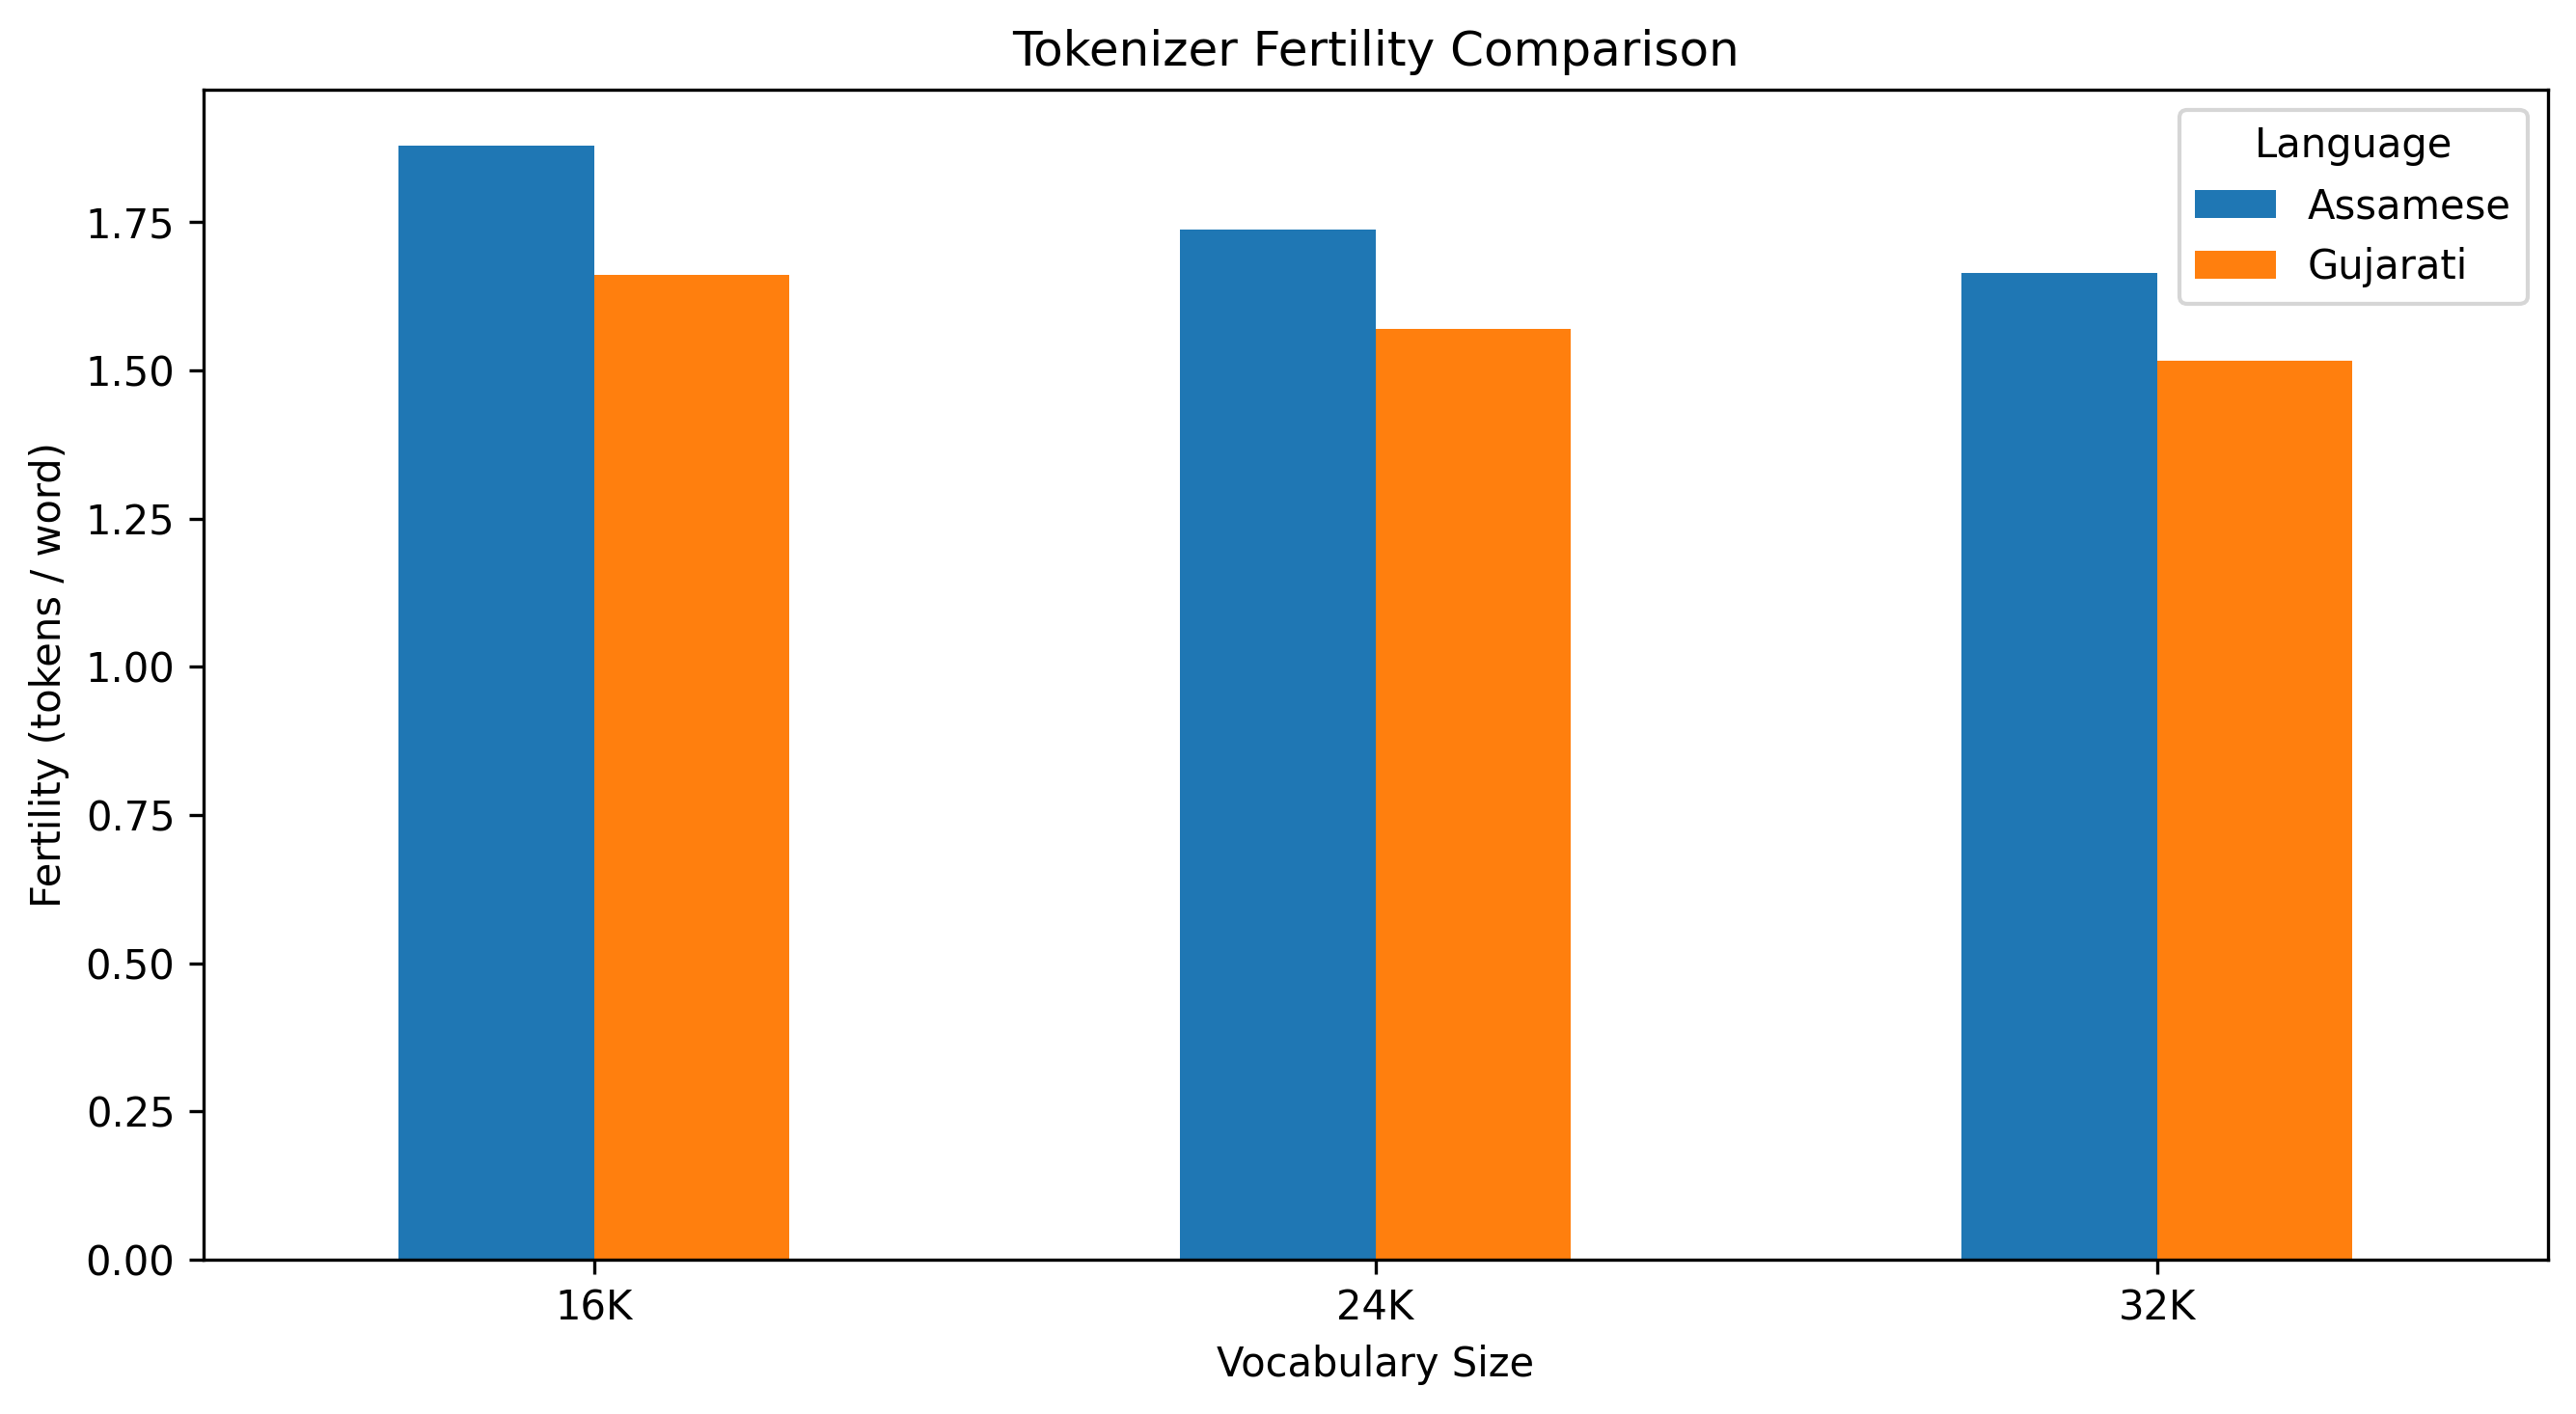 Tokenizer Fertility Comparison
Language
Assamese
Gujarati
1.75
1.50
1.25
1.00
0.75
0.50
0.25
0.00
Fertility (tokens / word)
16K
24K
32K
Vocabulary Size